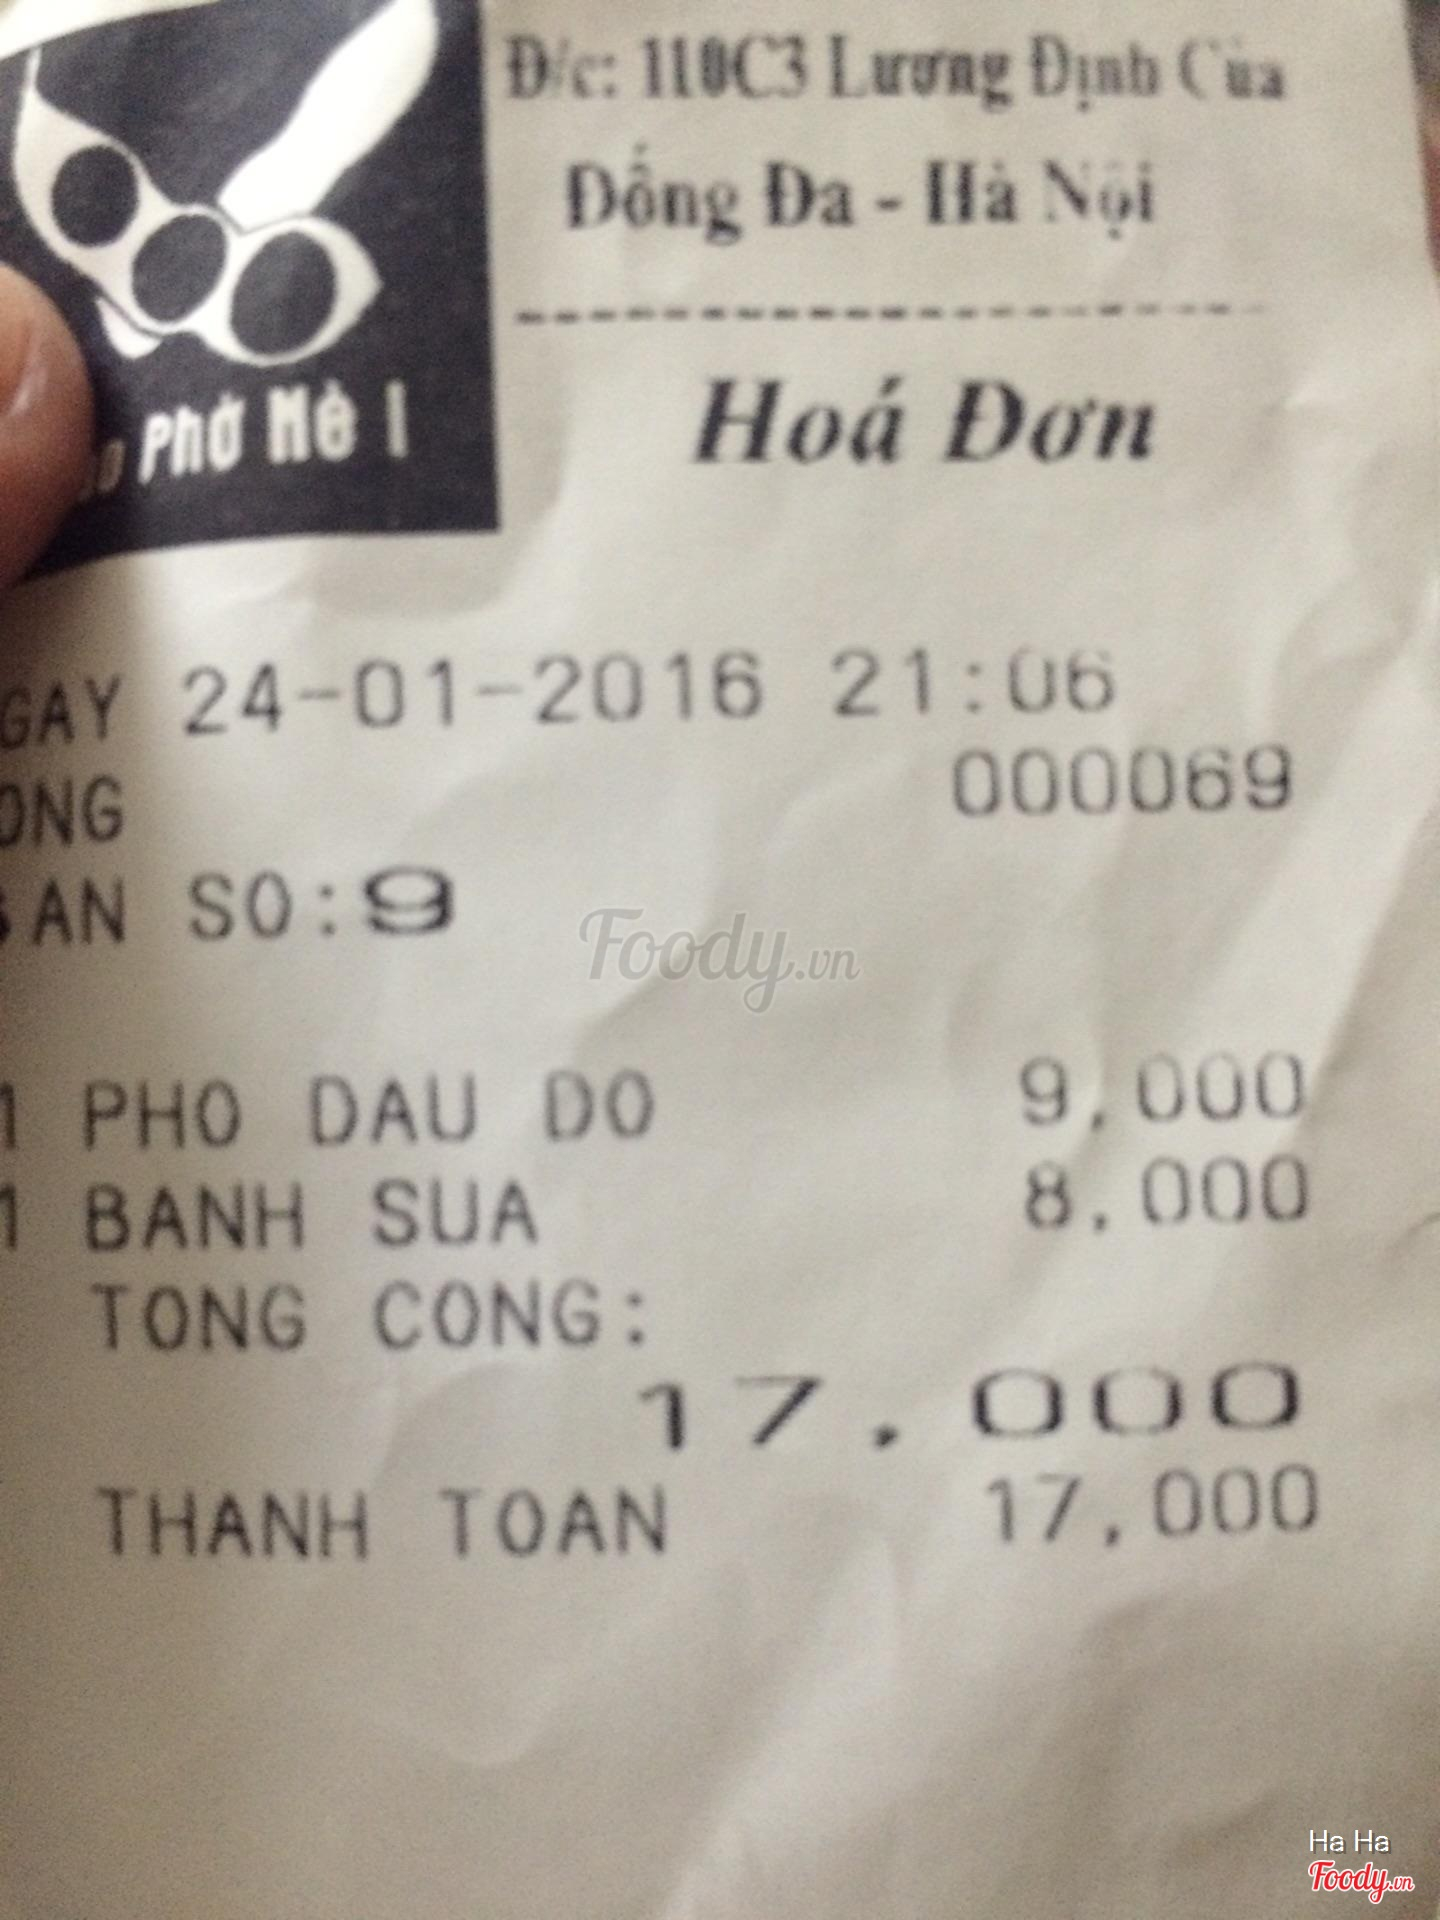 Đ/c: 110C3 Lương Định Của
Đống Đa - Hà Nội
Hoá Đơn
Phở Mè 1
GAY 24-01-2016 21:06
ONG 000069
BAN SO:9
Foody.vn
1 PHO DAU DO 9,000
1 BANH SUA 8,000
TONG CONG:
17.000
THANH TOAN 17,000
Ha Ha
Foody.vn